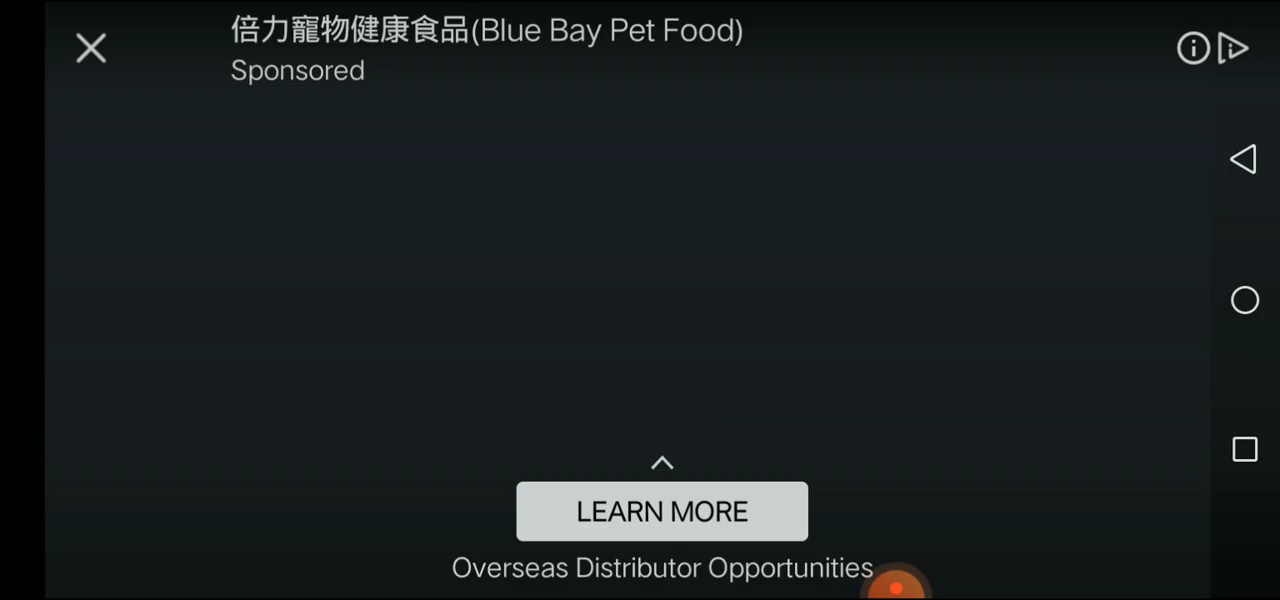 倍力寵物健康食品(Blue Bay Pet Food)
Sponsored
LEARN MORE
Overseas Distributor Opportunities